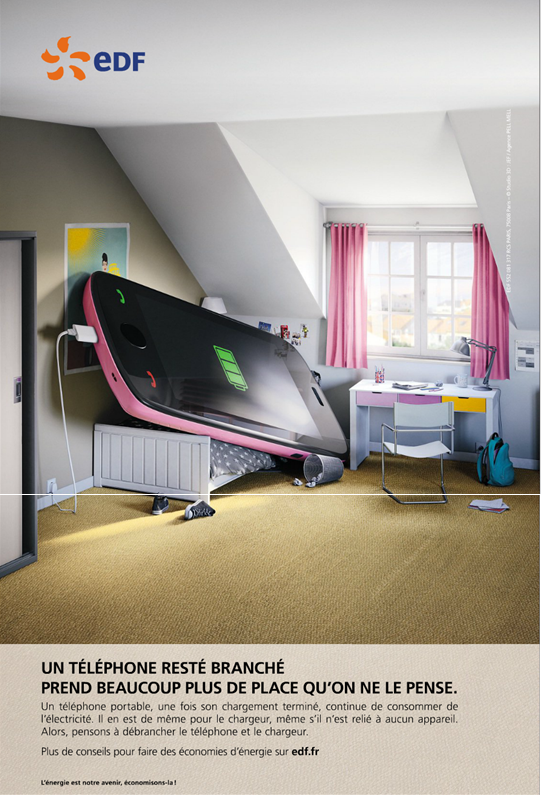 edF
UN TÉLÉPHONE RESTÉ BRANCHÉ
PREND BEAUCOUP PLUS DE PLACE QU'ON NE LE PENSE.
Un téléphone portable, une fois son chargement terminé, continue de consommer de
l'électricité. Il en est de même pour le chargeur, même s'il n'est relié à aucun appareil.
Alors, pensons à débrancher le téléphone et le chargeur.
Plus de conseils pour faire des économies d'énergie sur edf.fr
L'énergie est notre avenir, économisons-la !